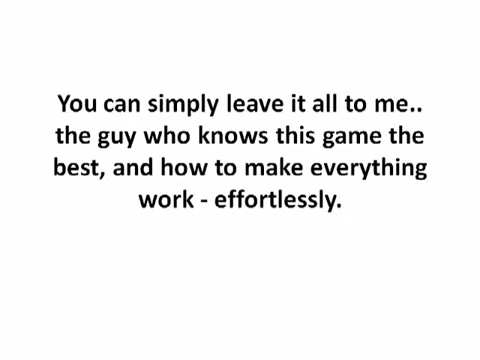 You can simply leave it all to me..
the guy who knows this game the
best, and how to make everything
work - effortlessly.